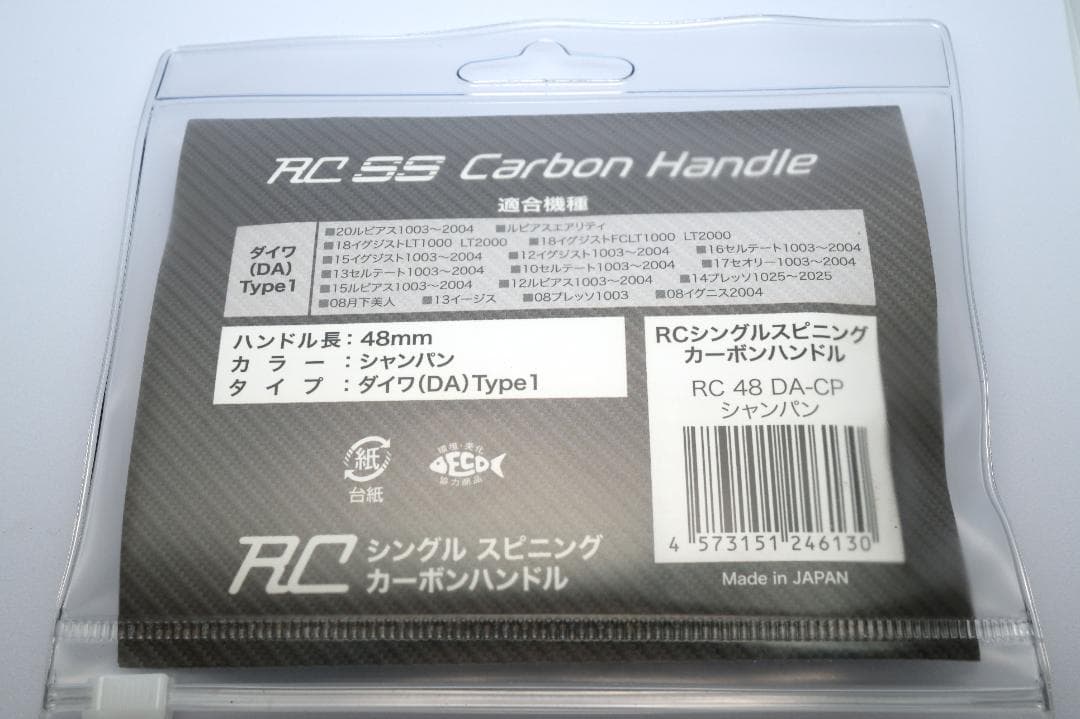 RC SS Carbon Handle
適合機種
ダイワ
(DA)
Type1
■20ルビアス1003～2004 ■ルビアスエアリティ
■18イグジストLT1000 LT2000 ■18イグジストFCLT1000 LT2000
■15イグジスト1003～2004 ■12イグジスト1003～2004 ■16セルテート1003～2004
■13セルテート1003～2004 ■10セルテート1003～2004 ■17セオリー1003～2004
■15ルビアス1003～2004 ■12ルビアス1003～2004 ■14プレッソ1025～2025
■08月下美人 ■13イージス ■08プレッソ1003 ■08イグニス2004
ハンドル長：48mm
カラー：シャンパン
タイプ：ダイワ(DA)Type1
RCシングルスピニング
カーボンハンドル
RC 48 DA-CP
シャンパン
4 573151 246130
Made in JAPAN
紙
台紙
環境・美化
ECO
協力商品
RC シングル スピニング
カーボンハンドル